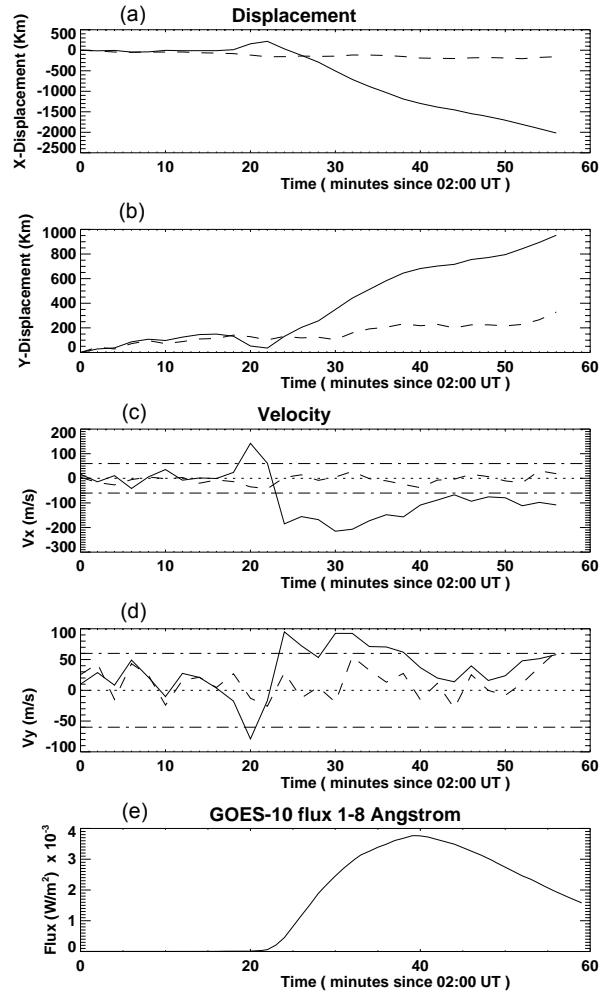 (a) Displacement
X-Displacement (Km)
500
0
-500
-1000
-1500
-2000
-2500
0 10 20 30 40 50 60
Time ( minutes since 02:00 UT )
(b)
Y-Displacement (Km)
1000
800
600
400
200
0
0 10 20 30 40 50 60
Time ( minutes since 02:00 UT )
(c) Velocity
Vx (m/s)
200
100
0
-100
-200
-300
0 10 20 30 40 50 60
Time ( minutes since 02:00 UT )
(d)
Vy (m/s)
100
50
0
-50
-100
0 10 20 30 40 50 60
Time ( minutes since 02:00 UT )
(e) GOES-10 flux 1-8 Angstrom
Flux (W/m²) x 10⁻³
4
3
2
1
0
0 20 40 60
Time ( minutes since 02:00 UT )